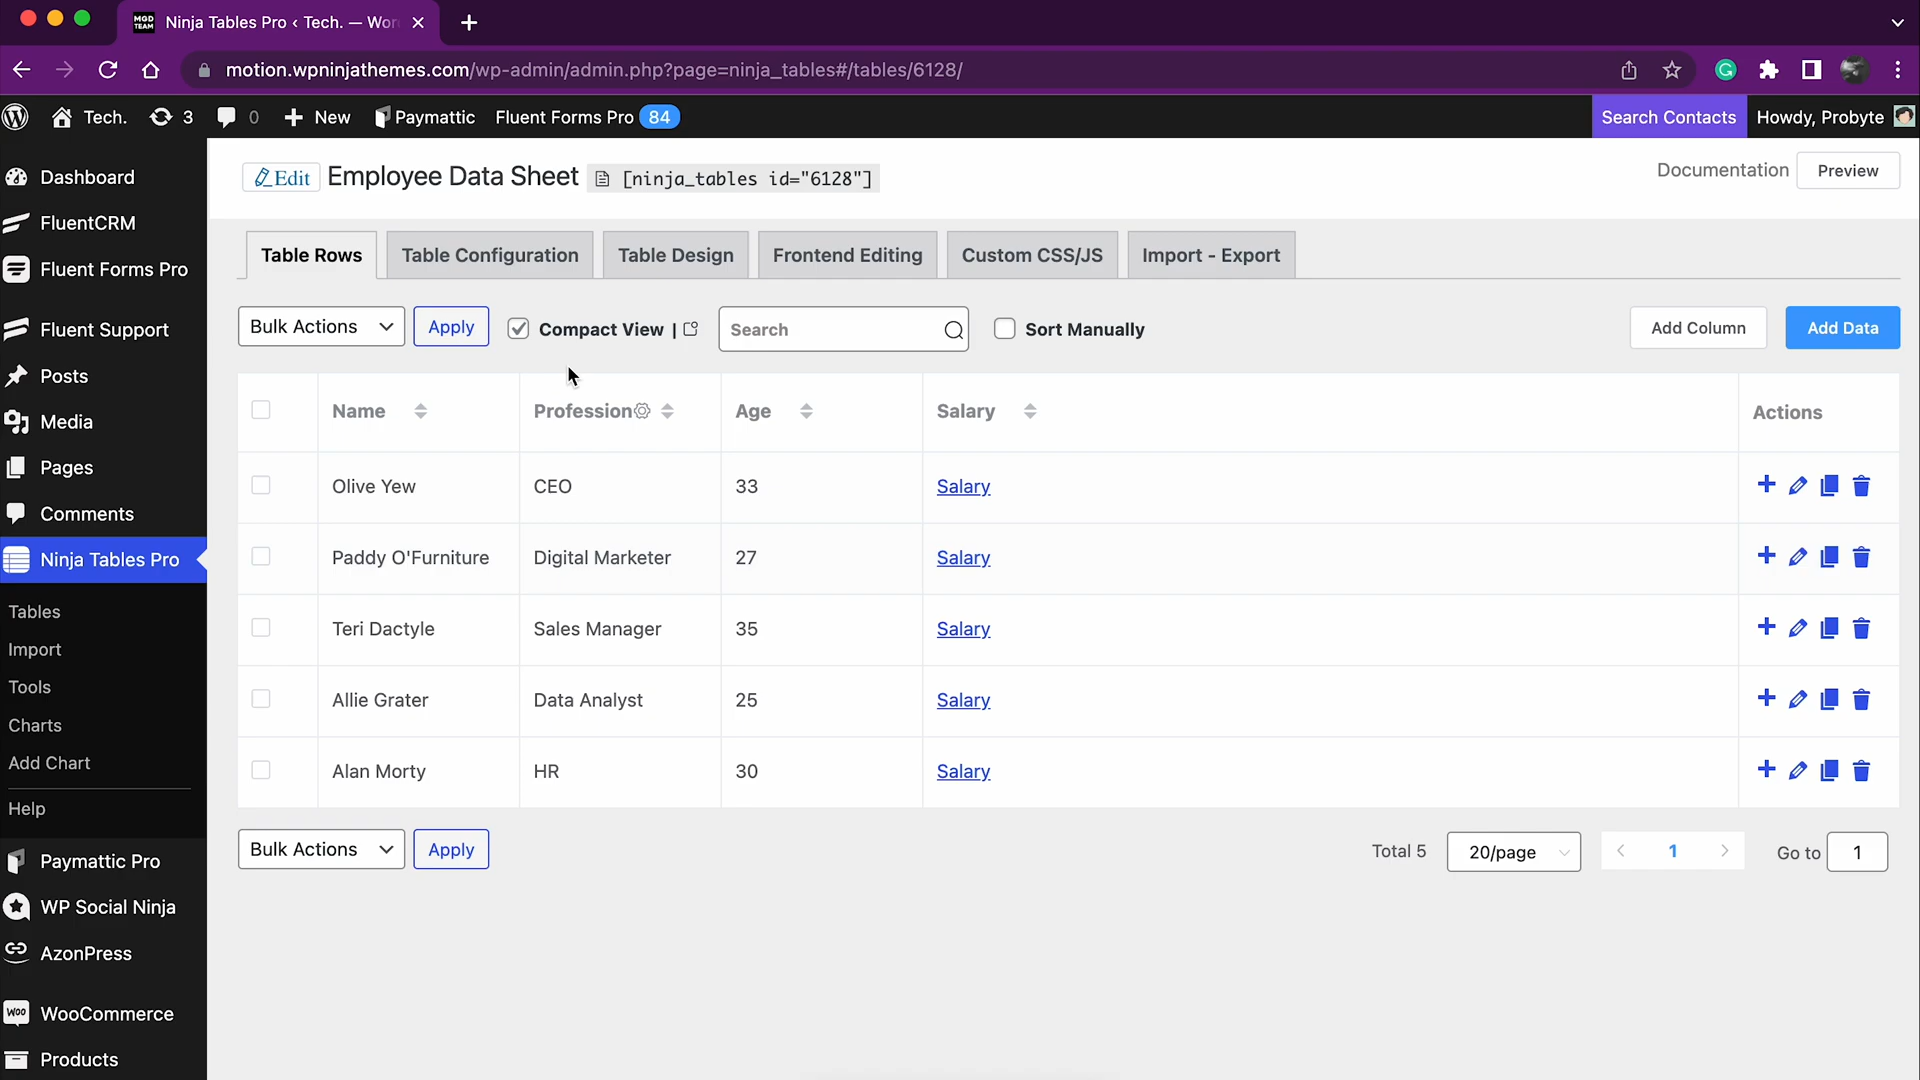 MGD TEAM
Ninja Tables Pro ‹ Tech. — Wor
motion.wpninjathemes.com/wp-admin/admin.php?page=ninja_tables#/tables/6128/
Tech.
3
0
New
Paymattic
Fluent Forms Pro 84
Search Contacts
Howdy, Probyte
Dashboard
FluentCRM
Fluent Forms Pro
Fluent Support
Posts
Media
Pages
Comments
Ninja Tables Pro
Tables
Import
Tools
Charts
Add Chart
Help
Paymattic Pro
WP Social Ninja
AzonPress
WooCommerce
Products
Edit Employee Data Sheet [ninja_tables id="6128"]
Documentation
Preview
Table Rows
Table Configuration
Table Design
Frontend Editing
Custom CSS/JS
Import - Export
Bulk Actions
Apply
Compact View |
Search
Sort Manually
Add Column
Add Data
Name Profession Age Salary Actions
Olive Yew CEO 33 Salary
Paddy O'Furniture Digital Marketer 27 Salary
Teri Dactyle Sales Manager 35 Salary
Allie Grater Data Analyst 25 Salary
Alan Morty HR 30 Salary
Bulk Actions
Apply
Total 5
20/page
1
Go to 1